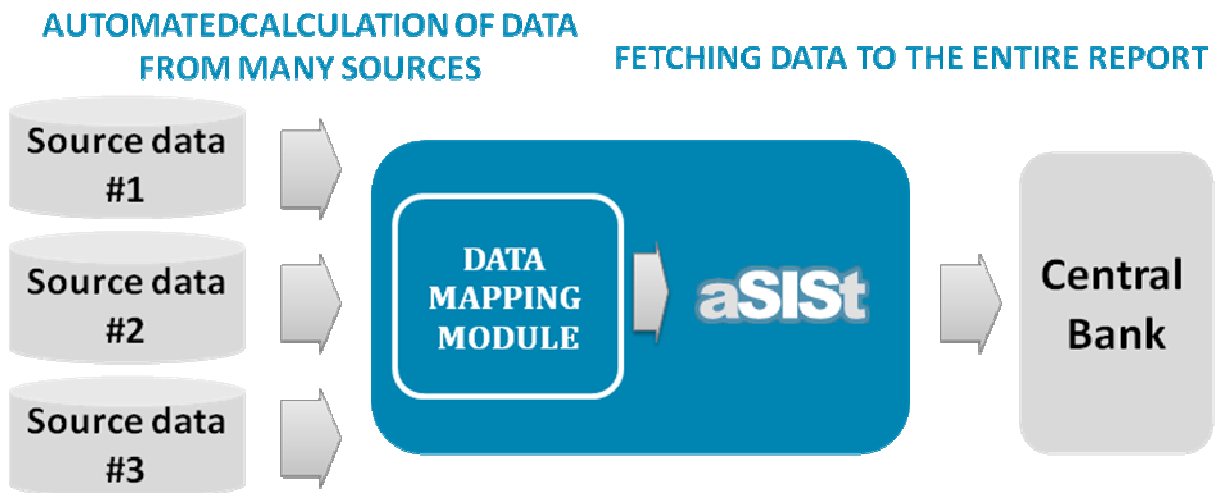 AUTOMATEDCALCULATION OF DATA
FROM MANY SOURCES
FETCHING DATA TO THE ENTIRE REPORT
Source data
#1
Source data
#2
Source data
#3
DATA
MAPPING
MODULE
aSISt
Central
Bank